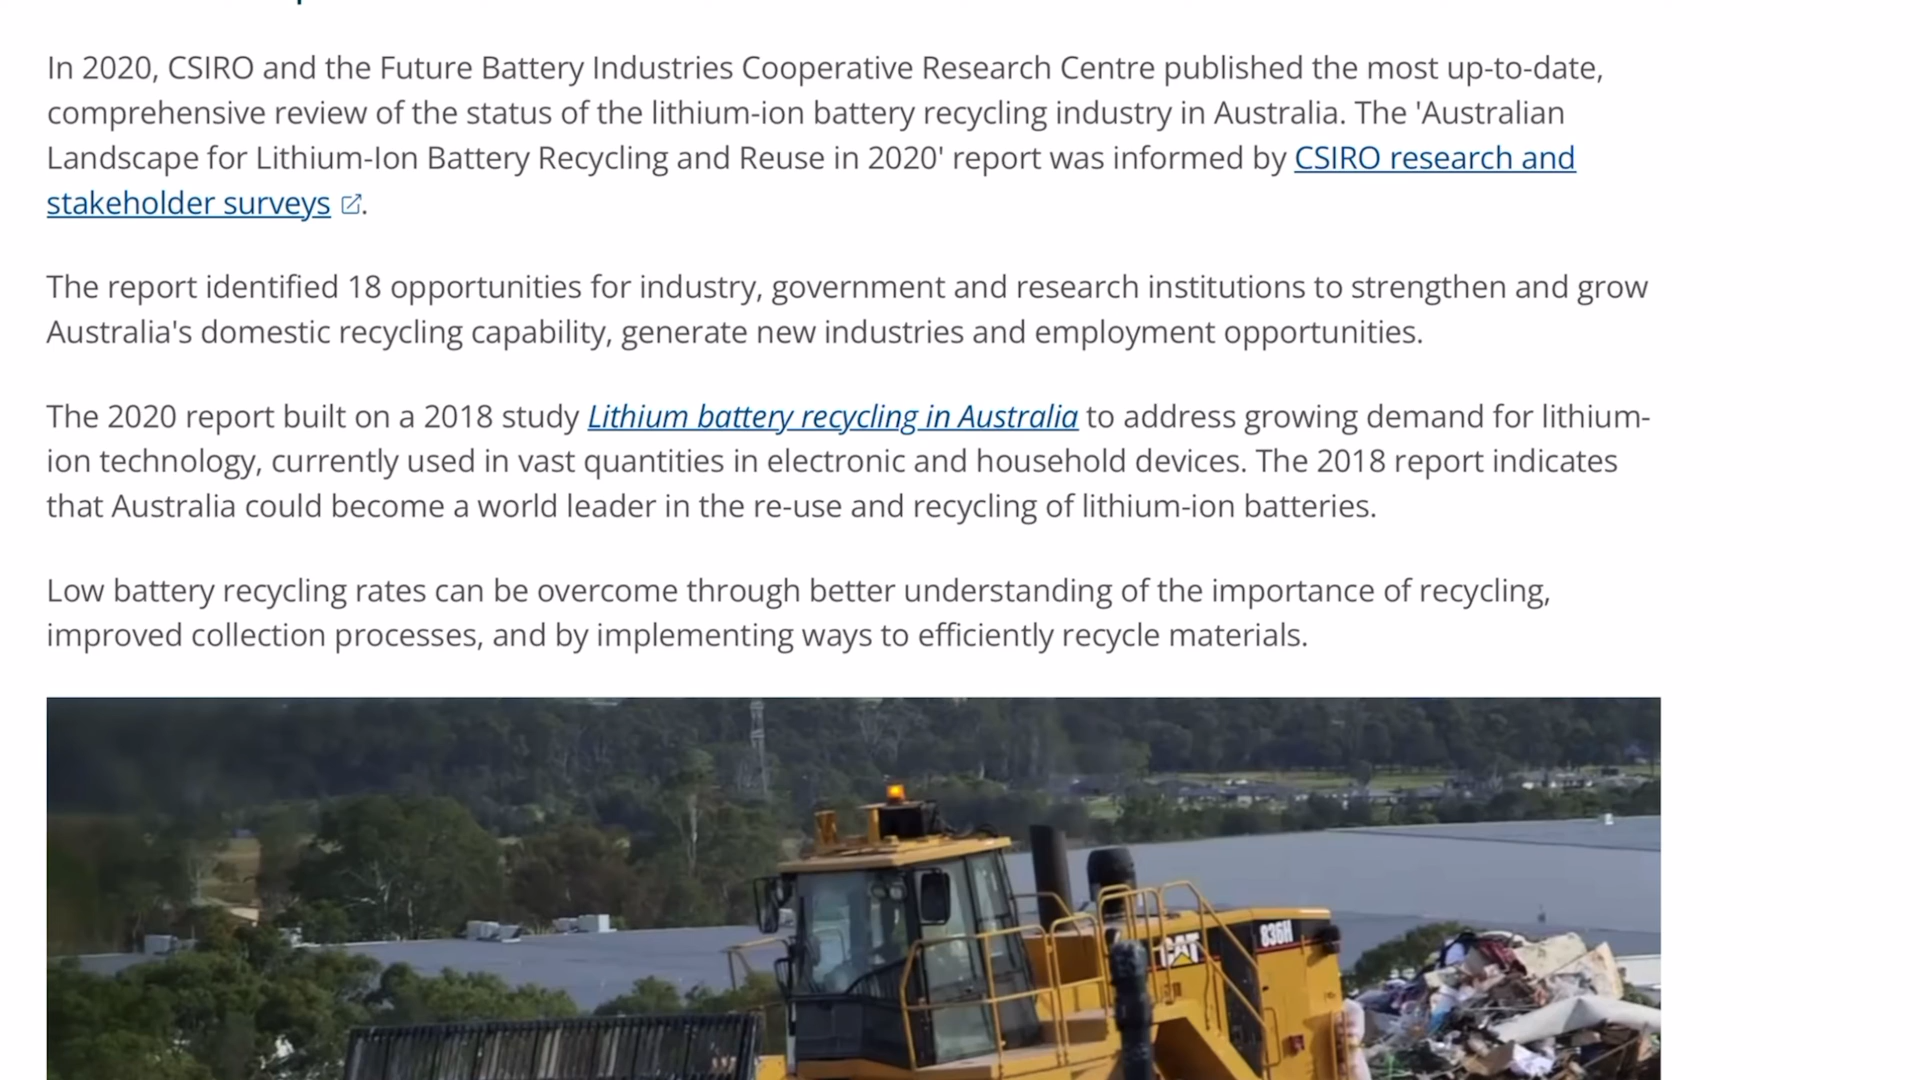 In 2020, CSIRO and the Future Battery Industries Cooperative Research Centre published the most up-to-date,
comprehensive review of the status of the lithium-ion battery recycling industry in Australia. The 'Australian
Landscape for Lithium-Ion Battery Recycling and Reuse in 2020' report was informed by CSIRO research and
stakeholder surveys.
The report identified 18 opportunities for industry, government and research institutions to strengthen and grow
Australia's domestic recycling capability, generate new industries and employment opportunities.
The 2020 report built on a 2018 study Lithium battery recycling in Australia to address growing demand for lithium-
ion technology, currently used in vast quantities in electronic and household devices. The 2018 report indicates
that Australia could become a world leader in the re-use and recycling of lithium-ion batteries.
Low battery recycling rates can be overcome through better understanding of the importance of recycling,
improved collection processes, and by implementing ways to efficiently recycle materials.
CAT
836H